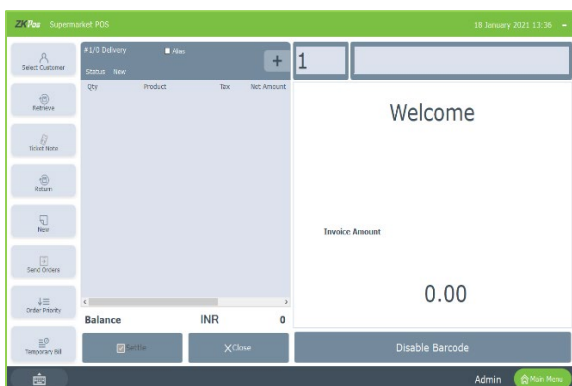 ZKPos Supermarket POS
18 January 2021 13:36
Select Customer
Retrieve
Ticket Note
Return
New
Send Orders
Order Priority
Temporary Bill
#1/0 Delivery
Alias
Status New
Qty Product Tax Net Amount
Balance INR 0
Settle
Close
1
Welcome
Invoice Amount
0.00
Disable Barcode
Admin
Main Menu